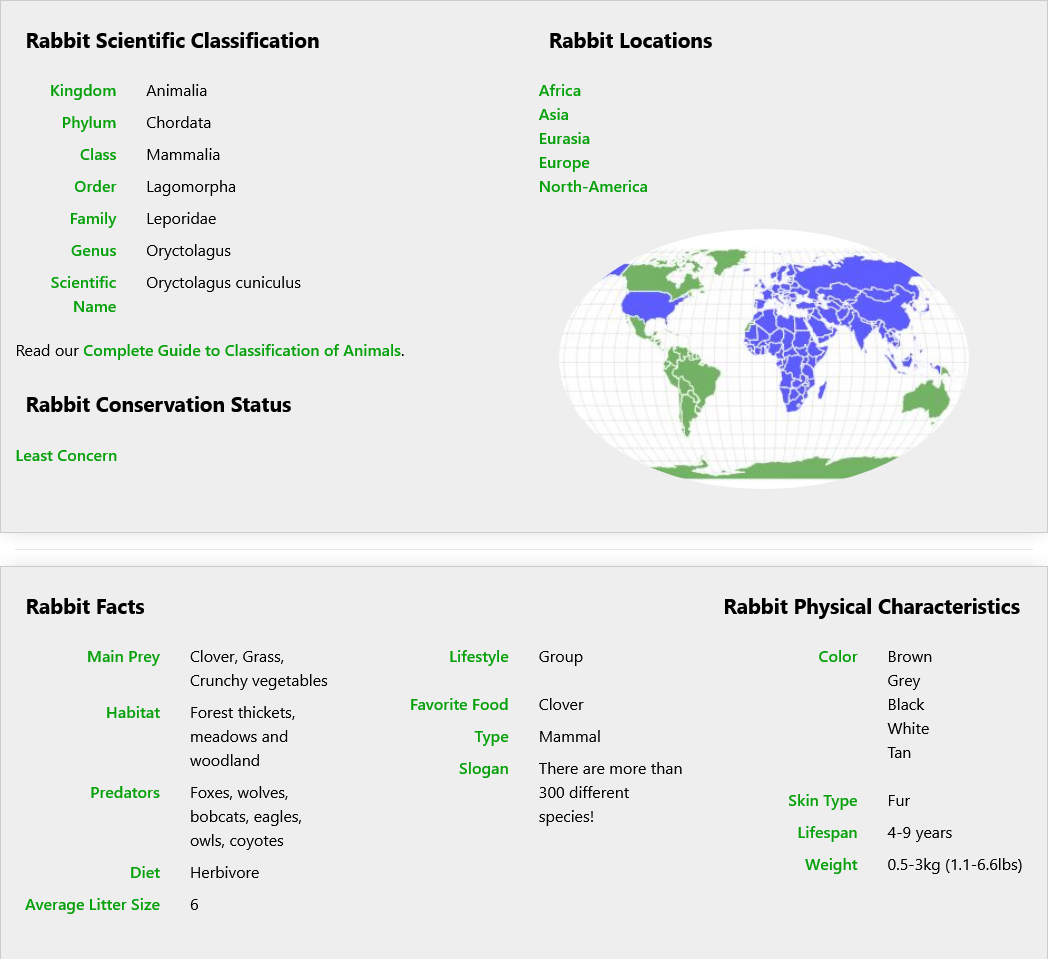 Rabbit Scientific Classification
Kingdom Animalia
Phylum Chordata
Class Mammalia
Order Lagomorpha
Family Leporidae
Genus Oryctolagus
Scientific Oryctolagus cuniculus
Name
Read our Complete Guide to Classification of Animals.
Rabbit Conservation Status
Least Concern
Rabbit Locations
Africa
Asia
Eurasia
Europe
North-America
Rabbit Facts
Main Prey Clover, Grass,
Crunchy vegetables
Habitat Forest thickets,
meadows and
woodland
Predators Foxes, wolves,
bobcats, eagles,
owls, coyotes
Diet Herbivore
Average Litter Size 6
Lifestyle Group
Favorite Food Clover
Type Mammal
Slogan There are more than
300 different
species!
Rabbit Physical Characteristics
Color Brown
Grey
Black
White
Tan
Skin Type Fur
Lifespan 4-9 years
Weight 0.5-3kg (1.1-6.6lbs)